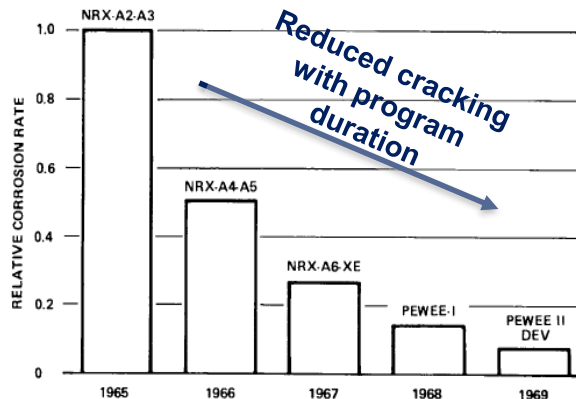 NRX-A2-A3
1.0
0.8
0.6
0.4
0.2
0
RELATIVE CORROSION RATE
Reduced cracking
with program
duration
NRX-A4-A5
NRX-A6-XE
PEWEE-I
PEWEE II
DEV
1965
1966
1967
1968
1969